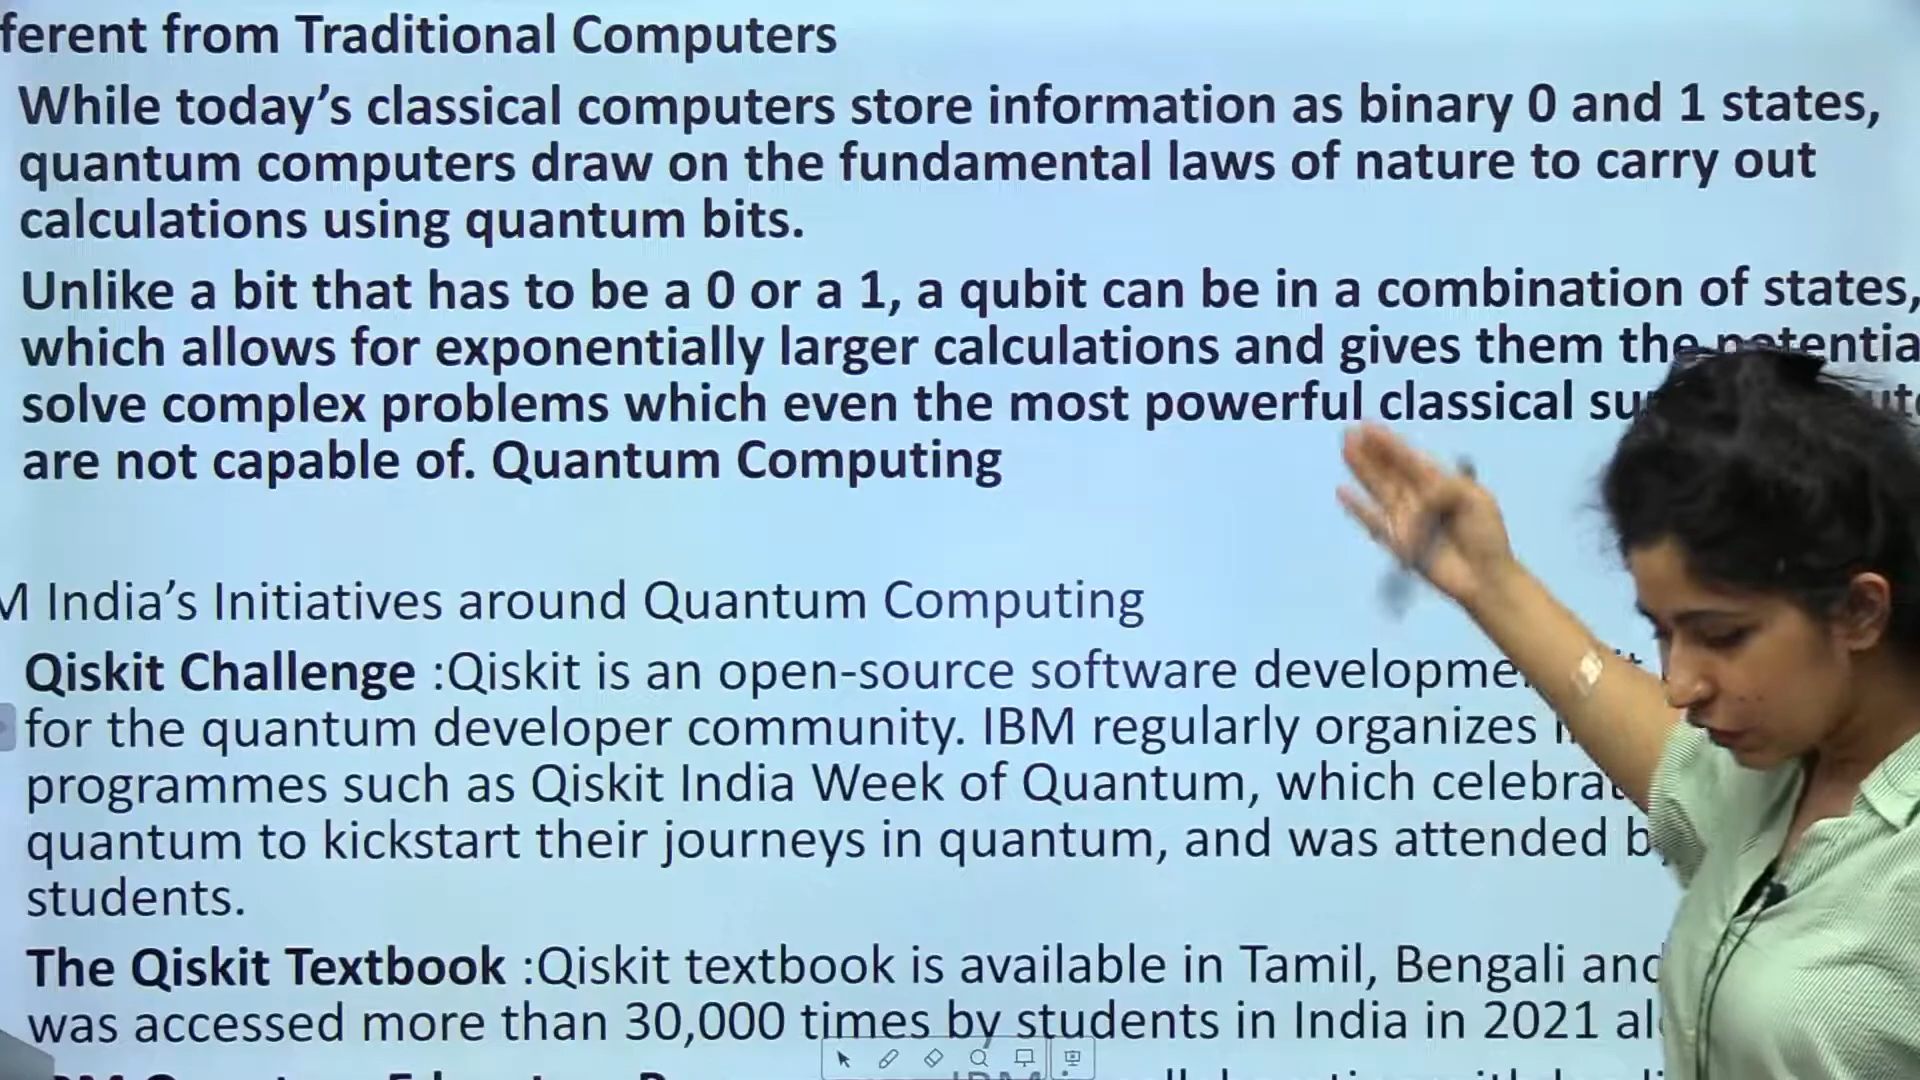 ferent from Traditional Computers
While today's classical computers store information as binary 0 and 1 states,
quantum computers draw on the fundamental laws of nature to carry out
calculations using quantum bits.
Unlike a bit that has to be a 0 or a 1, a qubit can be in a combination of states,
which allows for exponentially larger calculations and gives them the potentia
solve complex problems which even the most powerful classical
are not capable of. Quantum Computing
M India's Initiatives around Quantum Computing
Qiskit Challenge :Qiskit is an open-source software developme
for the quantum developer community. IBM regularly organizes
programmes such as Qiskit India Week of Quantum, which celebra
quantum to kickstart their journeys in quantum, and was attended b
students.
The Qiskit Textbook :Qiskit textbook is available in Tamil, Bengali and
was accessed more than 30,000 times by students in India in 2021 al